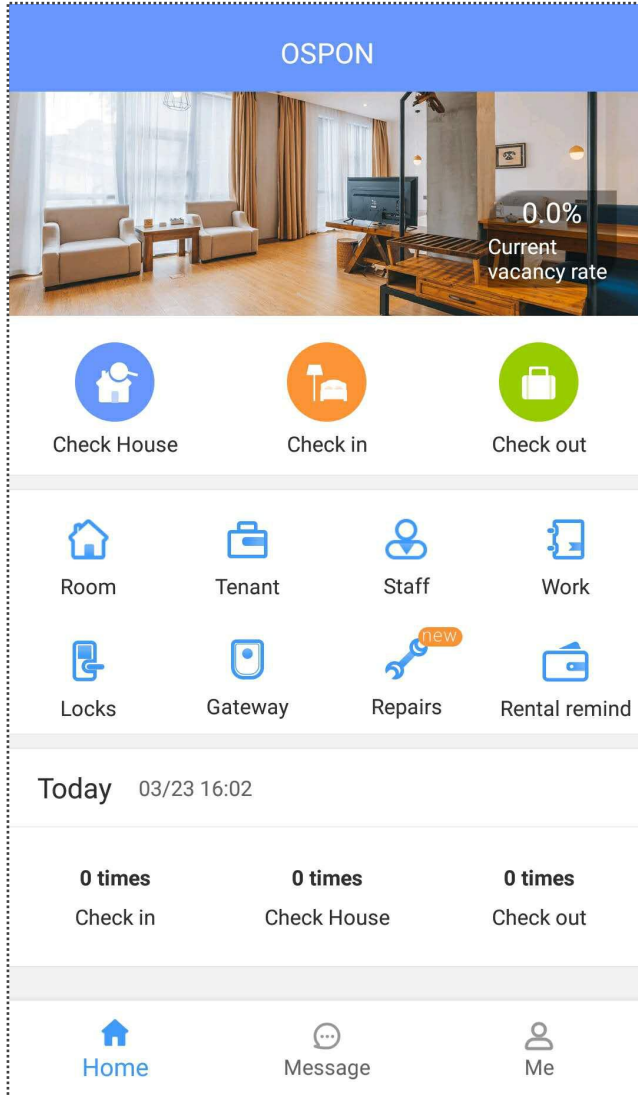 OSPON
0.0%
Current
vacancy rate
Check House
Check in
Check out
Room
Tenant
Staff
Work
new
Locks
Gateway
Repairs
Rental remind
Today 03/23 16:02
0 times
0 times
0 times
Check in
Check House
Check out
Home
Message
Me